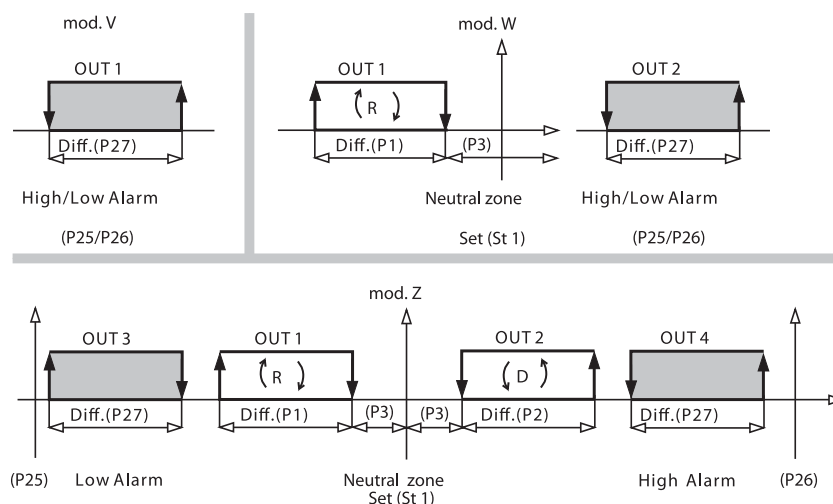 mod. V
OUT 1
Diff.(P27)
High/Low Alarm
(P25/P26)
mod. W
OUT 1
R
Diff.(P1)
(P3)
Neutral zone
Set (St 1)
OUT 2
Diff.(P27)
High/Low Alarm
(P25/P26)
mod. Z
OUT 3
OUT 1
OUT 2
OUT 4
R
D
Diff.(P27)
Diff.(P1)
(P3)
(P3)
Diff.(P2)
Diff.(P27)
(P25)
Low Alarm
Neutral zone
Set (St 1)
High Alarm
(P26)